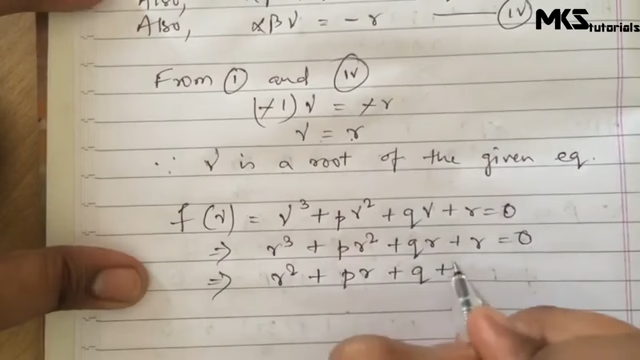 MKS tutorials
Also, αβγ = -r (IV)
From (I) and (IV)
(-1) γ = -r
γ = r
∵ γ is a root of the given eq.
f(γ) = γ³ + pγ² + qγ + r = 0
⇒ r³ + pr² + qr + r = 0
⇒ r² + pr + q +